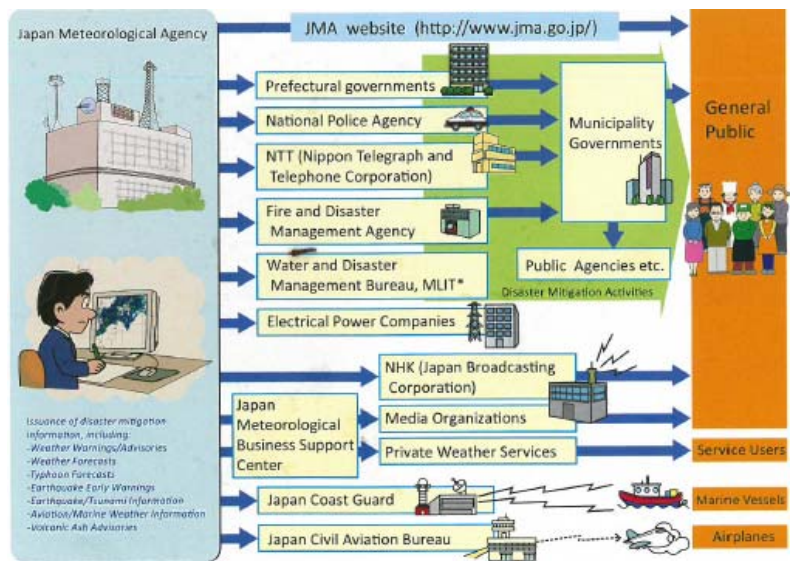 Japan Meteorological Agency
JMA website (http://www.jma.go.jp/)
Prefectural governments
National Police Agency
NTT (Nippon Telegraph and
Telephone Corporation)
Fire and Disaster
Management Agency
Water and Disaster
Management Bureau, MLIT*
Electrical Power Companies
Municipality
Governments
Public Agencies etc.
Disaster Mitigation Activities
General
Public
NHK (Japan Broadcasting
Corporation)
Japan
Meteorological
Business Support
Center
Media Organizations
Private Weather Services
Service Users
Japan Coast Guard
Marine Vessels
Japan Civil Aviation Bureau
Airplanes
Issuance of disaster mitigation
information, including:
-Weather Warnings/Advisories
-Weather Forecasts
-Typhoon Forecasts
-Earthquake Early Warnings
-Earthquake/Tsunami Information
-Aviation/Marine Weather Information
-Volcanic Ash Advisories